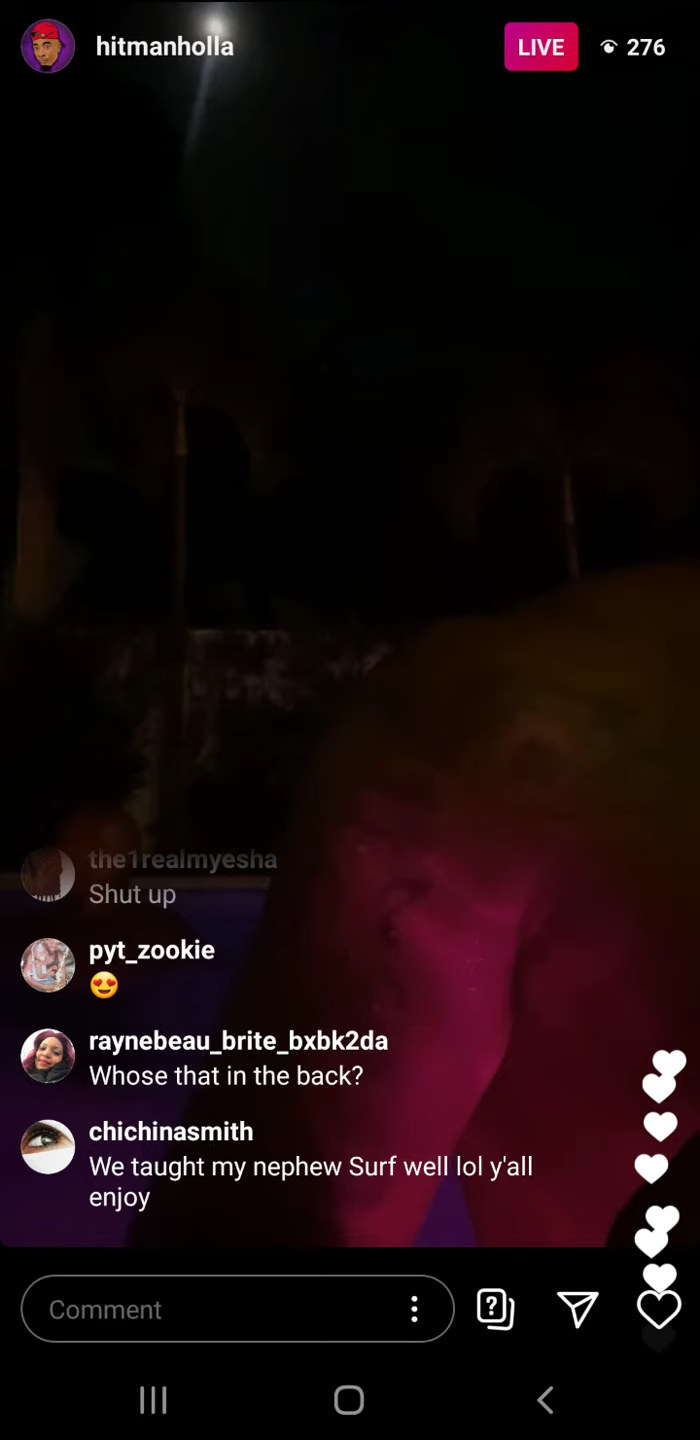 hitmanholla
LIVE
276
the1realmyesha
Shut up
pyt_zookie
😍
raynebeau_brite_bxbk2da
Whose that in the back?
chichinasmith
We taught my nephew Surf well lol y'all
enjoy
Comment